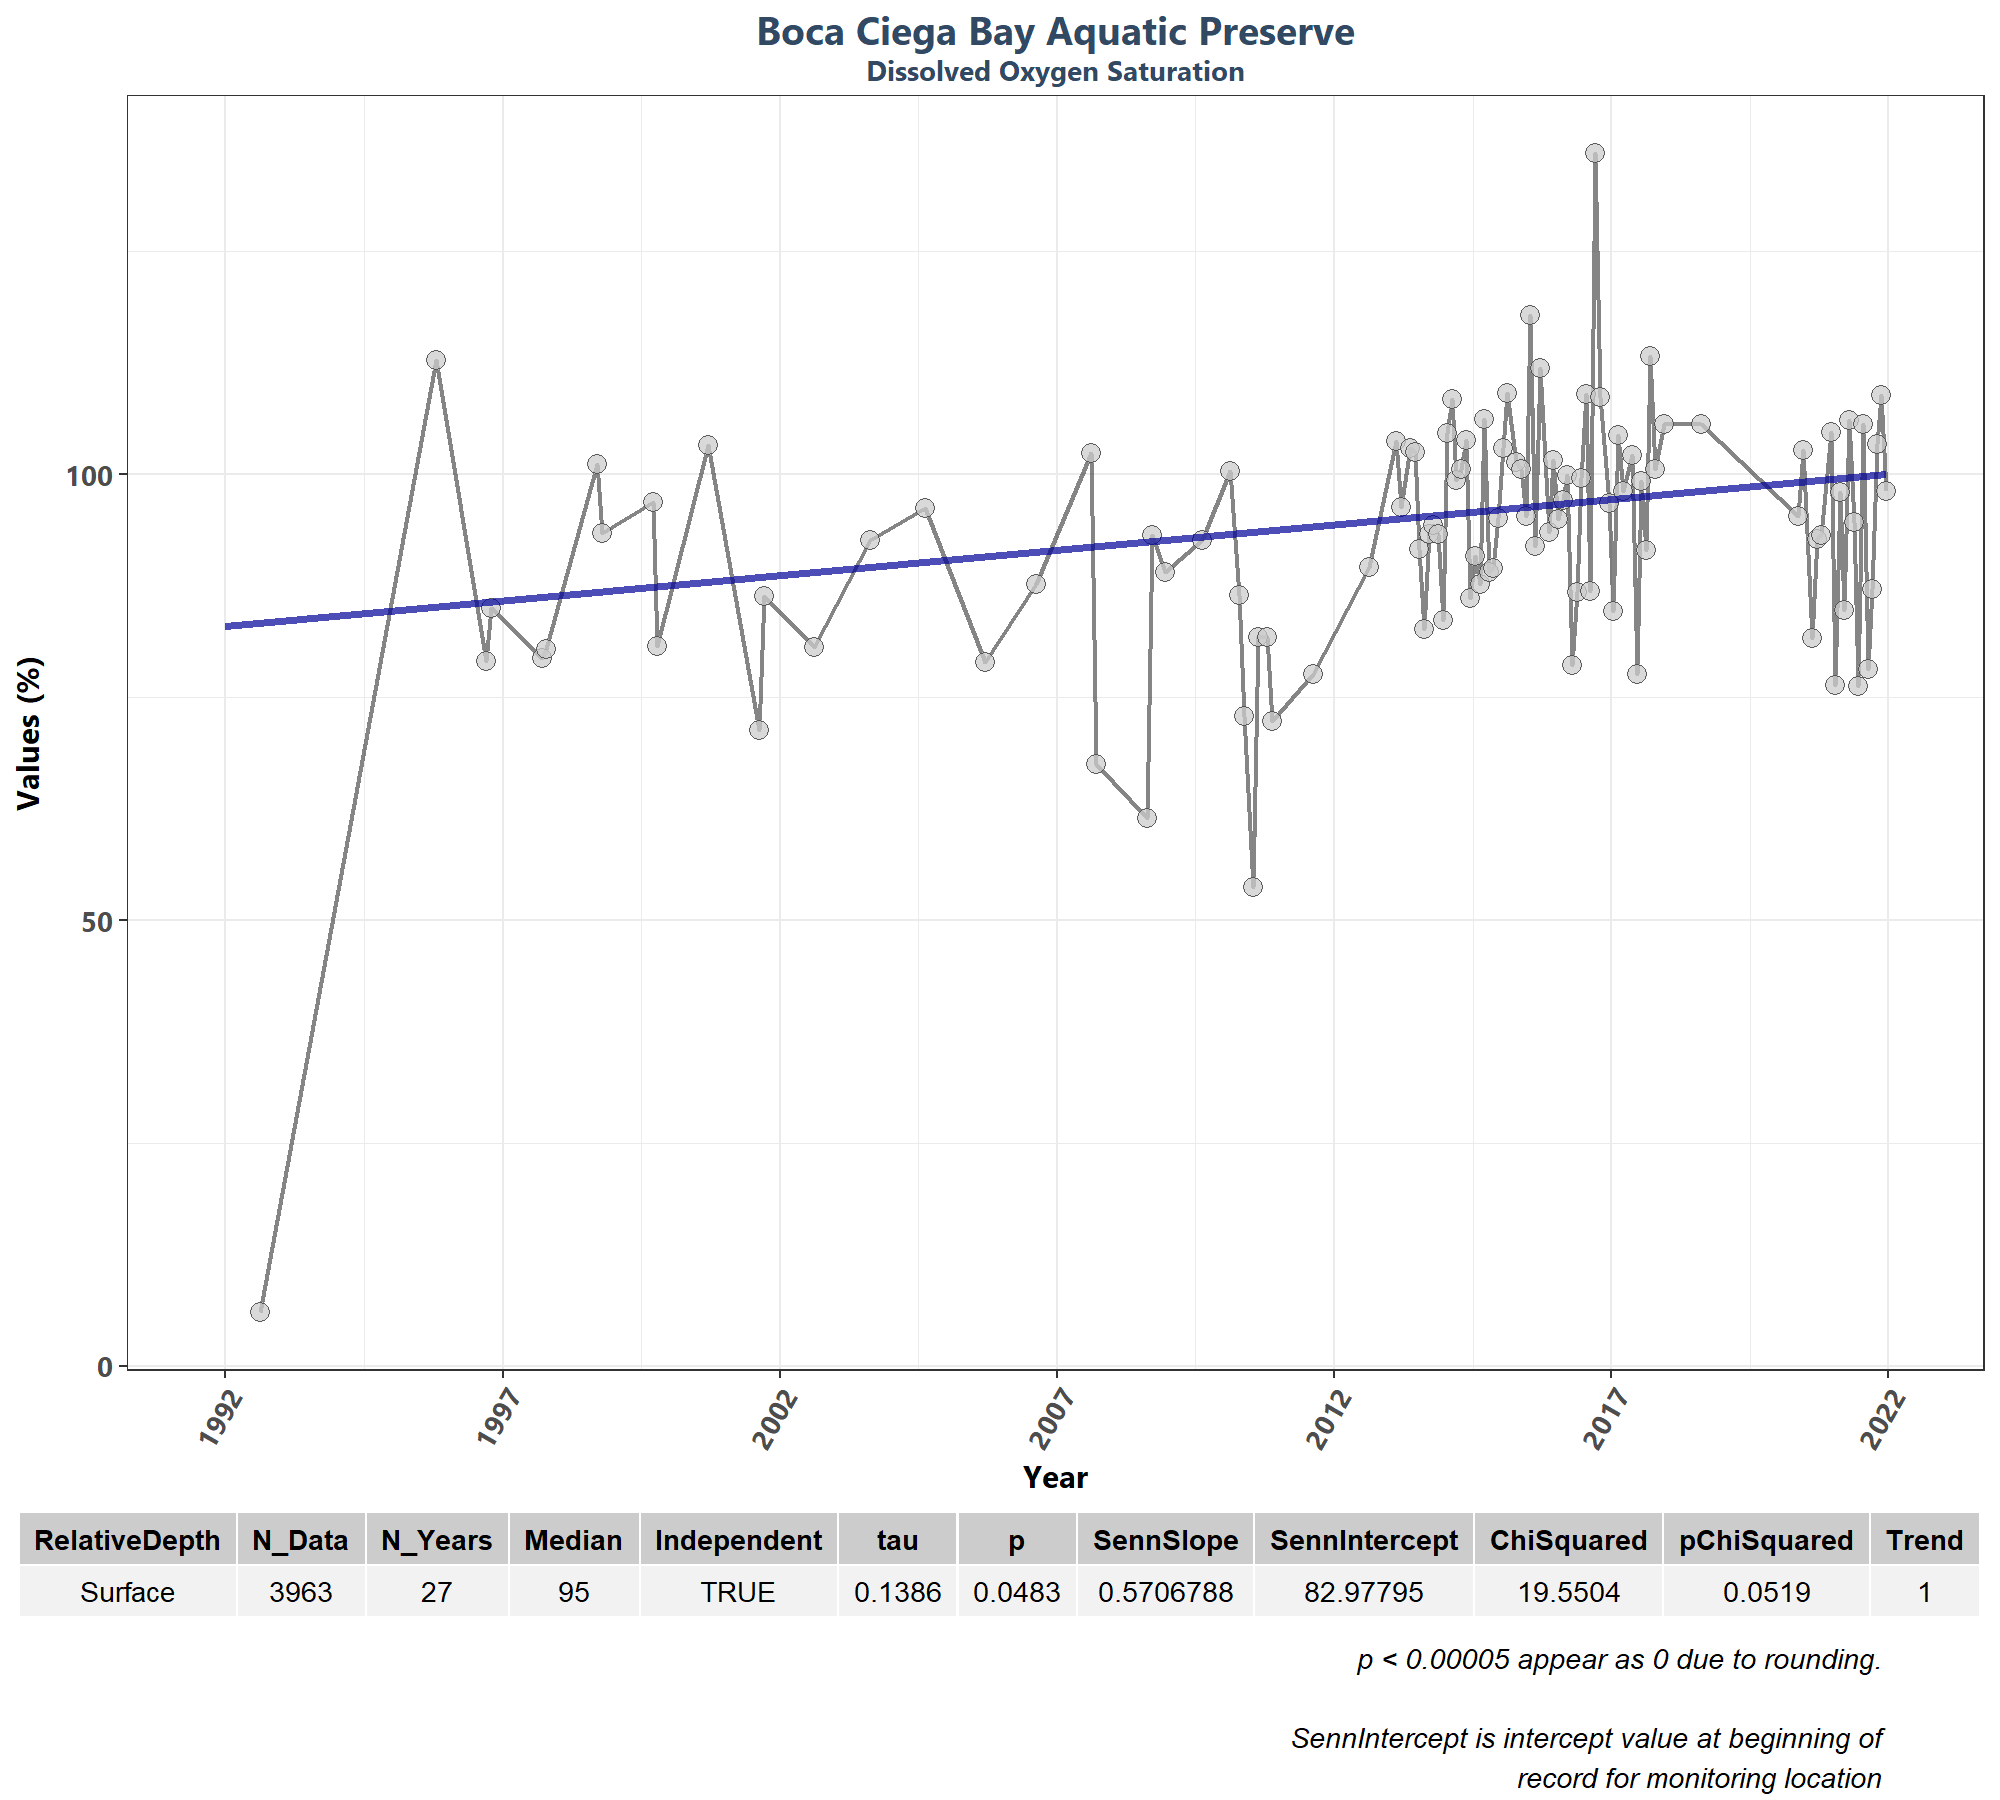 Boca Ciega Bay Aquatic Preserve
Dissolved Oxygen Saturation
100
50
0
Values (%)
1992 1997 2002 2007 2012 2017 2022
Year
RelativeDepth N_Data N_Years Median Independent tau p SennSlope SennIntercept ChiSquared pChiSquared Trend
Surface 3963 27 95 TRUE 0.1386 0.0483 0.5706788 82.97795 19.5504 0.0519 1
p < 0.00005 appear as 0 due to rounding.
SennIntercept is intercept value at beginning of
record for monitoring location